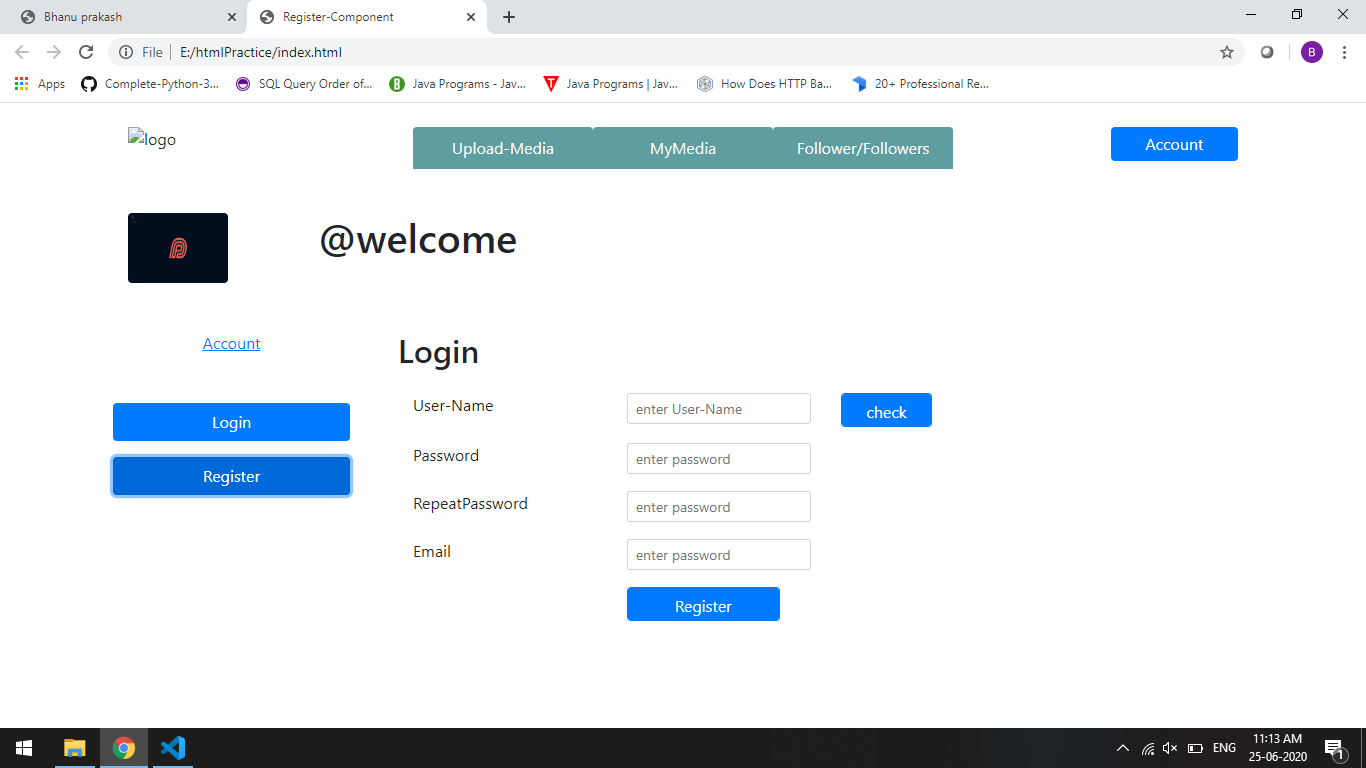 Bhanu prakash
Register-Component
File
E:/htmlPractice/index.html
B
Apps
Complete-Python-3...
SQL Query Order of...
B
Java Programs - Jav...
T
Java Programs | Jav...
How Does HTTP Ba...
20+ Professional Re...
logo
Upload-Media
MyMedia
Follower/Followers
Account
@welcome
Account
Login
Login
Register
User-Name
enter User-Name
check
Password
enter password
RepeatPassword
enter password
Email
enter password
Register
ENG
11:13 AM
25-06-2020
1